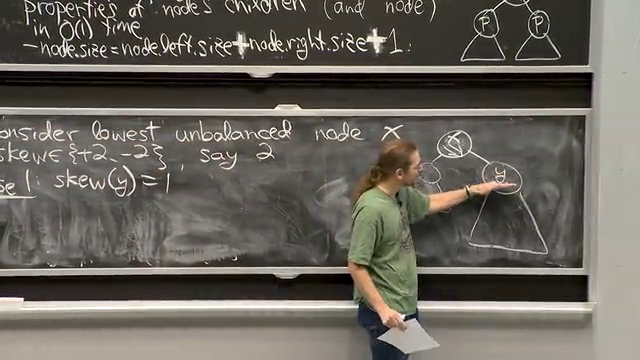 properties of node's children (and node)
in O(1) time
-node.size=node.left.size+node.right.size+1.
P P
onsider lowest unbalanced node x
skew∈{+2,-2}, say 2
se 1: skew(y)=1
x
y